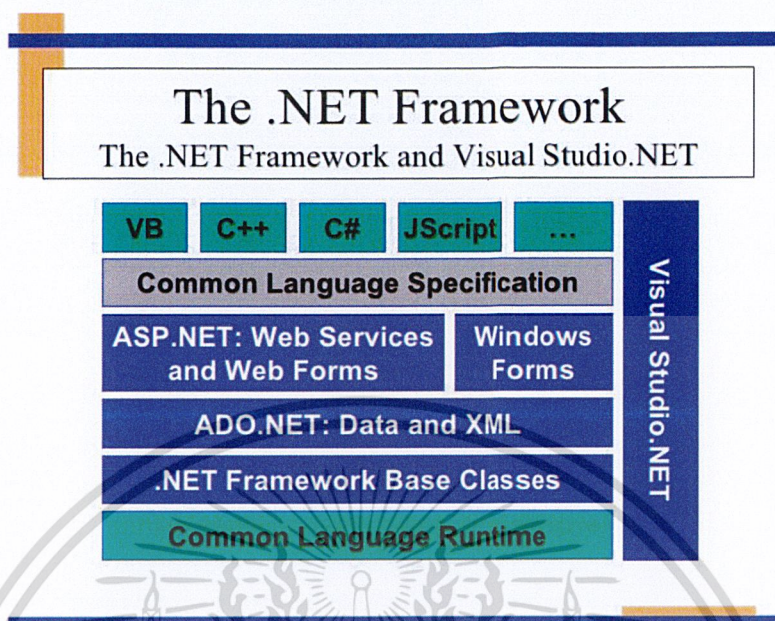 The .NET Framework
The .NET Framework and Visual Studio.NET
VB C++ C# JScript ...
Common Language Specification
ASP.NET: Web Services
and Web Forms
Windows
Forms
ADO.NET: Data and XML
.NET Framework Base Classes
Common Language Runtime
Visual Studio.NET